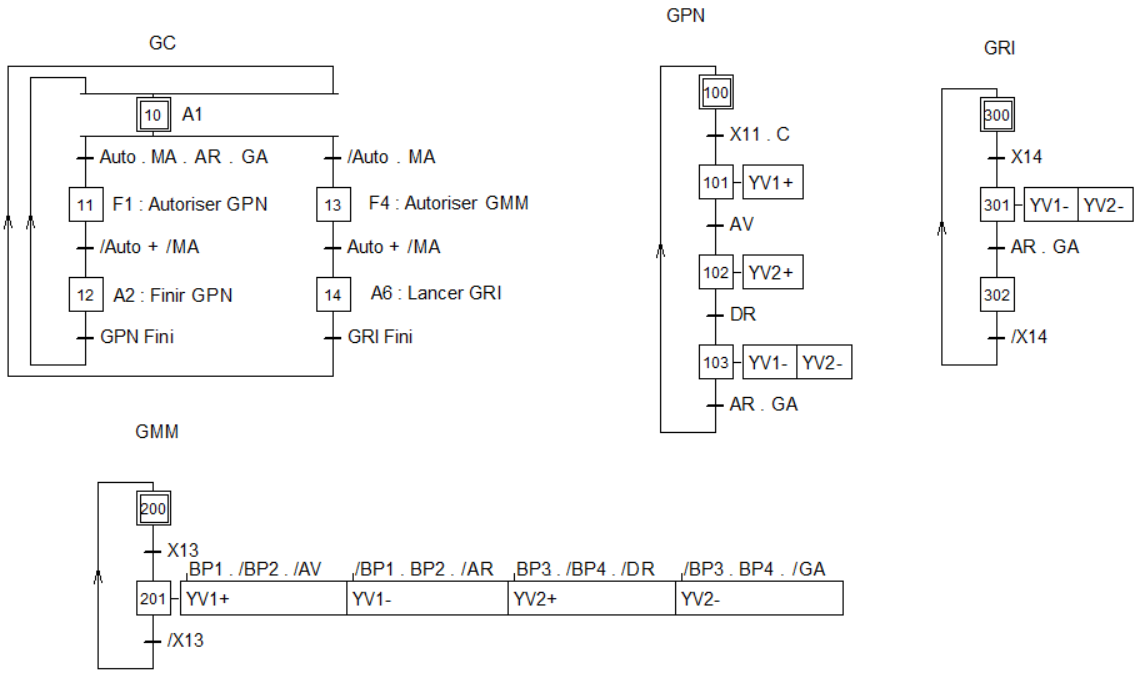 GC
10 A1
Auto . MA . AR . GA
/Auto . MA
11 F1 : Autoriser GPN
13 F4 : Autoriser GMM
/Auto + /MA
Auto + /MA
12 A2 : Finir GPN
14 A6 : Lancer GRI
GPN Fini
GRI Fini
GPN
100
X11 . C
101 YV1+
AV
102 YV2+
DR
103 YV1- YV2-
AR . GA
GRI
300
X14
301 YV1- YV2-
AR . GA
302
/X14
GMM
200
X13
BP1 . /BP2 . /AV /BP1 . BP2 . /AR BP3 . /BP4 . /DR /BP3 . BP4 . /GA
201 YV1+ YV1- YV2+ YV2-
/X13